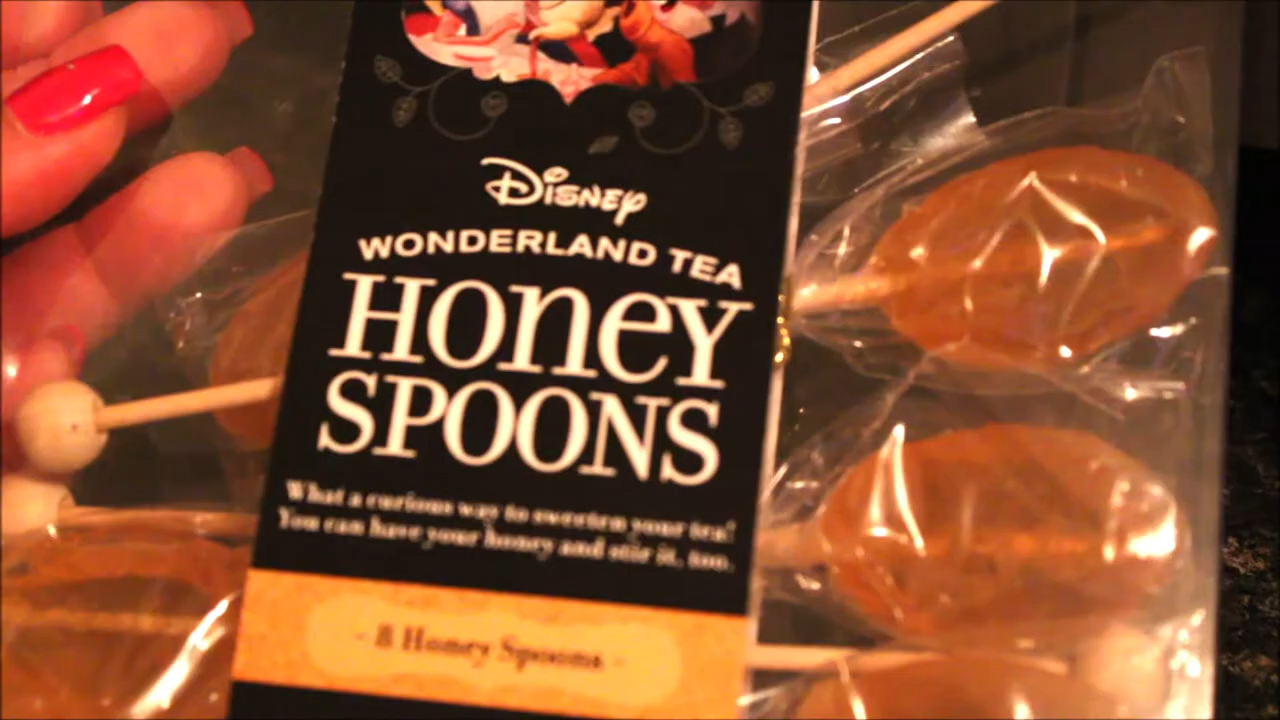 Disney
WONDERLAND TEA
Honey
SPOONS
What a curious way to sweeten your tea!
You can have your honey and stir it, too.
- 8 Honey Spoons -